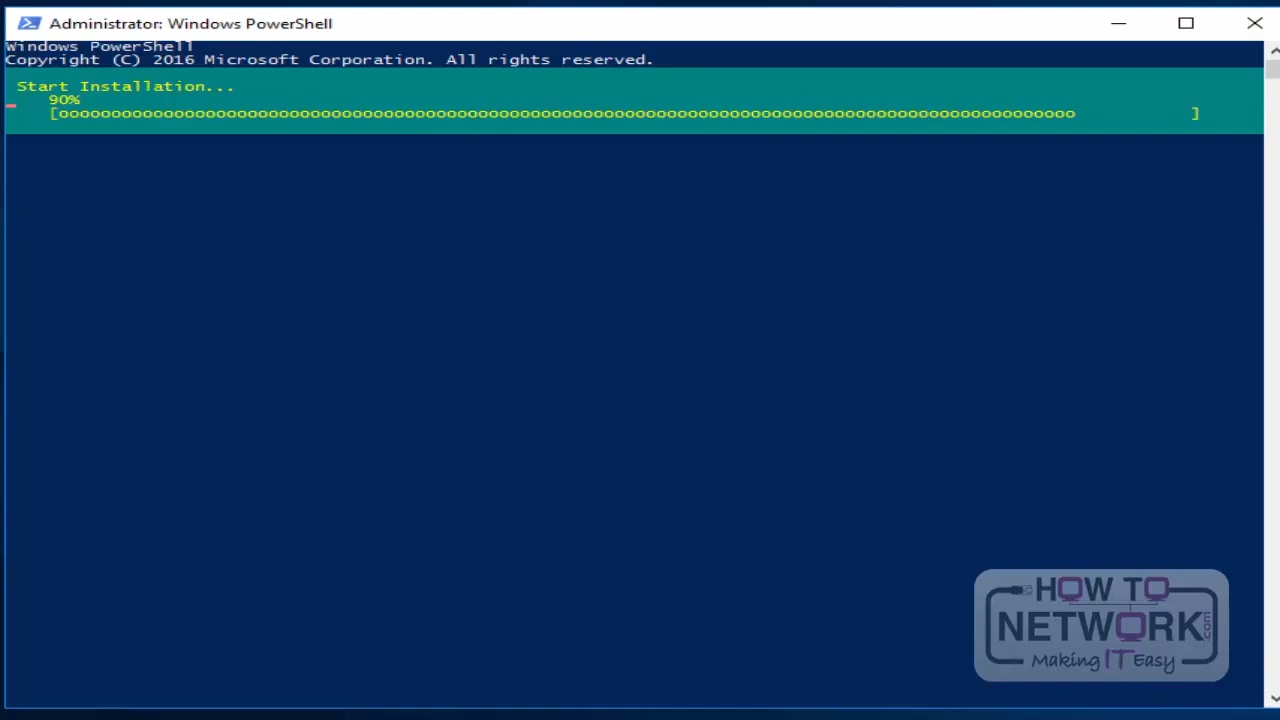 Administrator: Windows PowerShell
Windows PowerShell
Copyright (C) 2016 Microsoft Corporation. All rights reserved.
Start Installation...
90%
[ooooooooooooooooooooooooooooooooooooooooooooooooooooooooooooooooooooooooooooooooooooooooooooooooo           ]
HOW TO
NETWORK.com
Making IT Easy